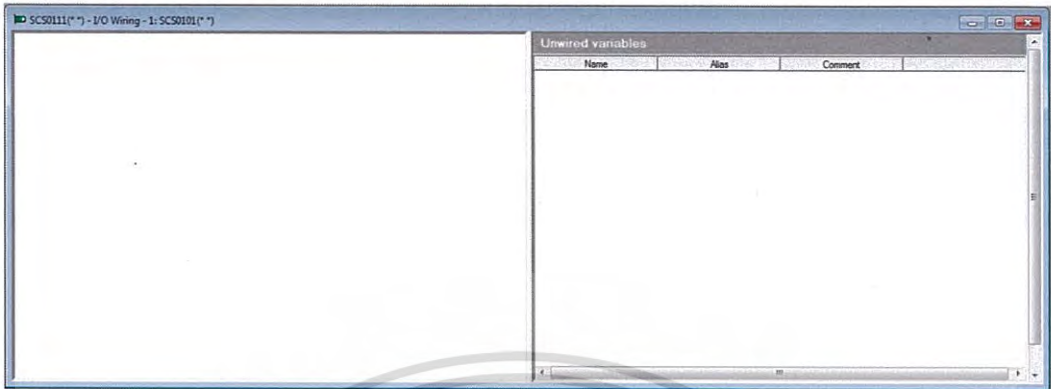 SCS0111(* *) - I/O Wiring - 1: SCS0101(* *)
Unwired variables
Name Alias Comment